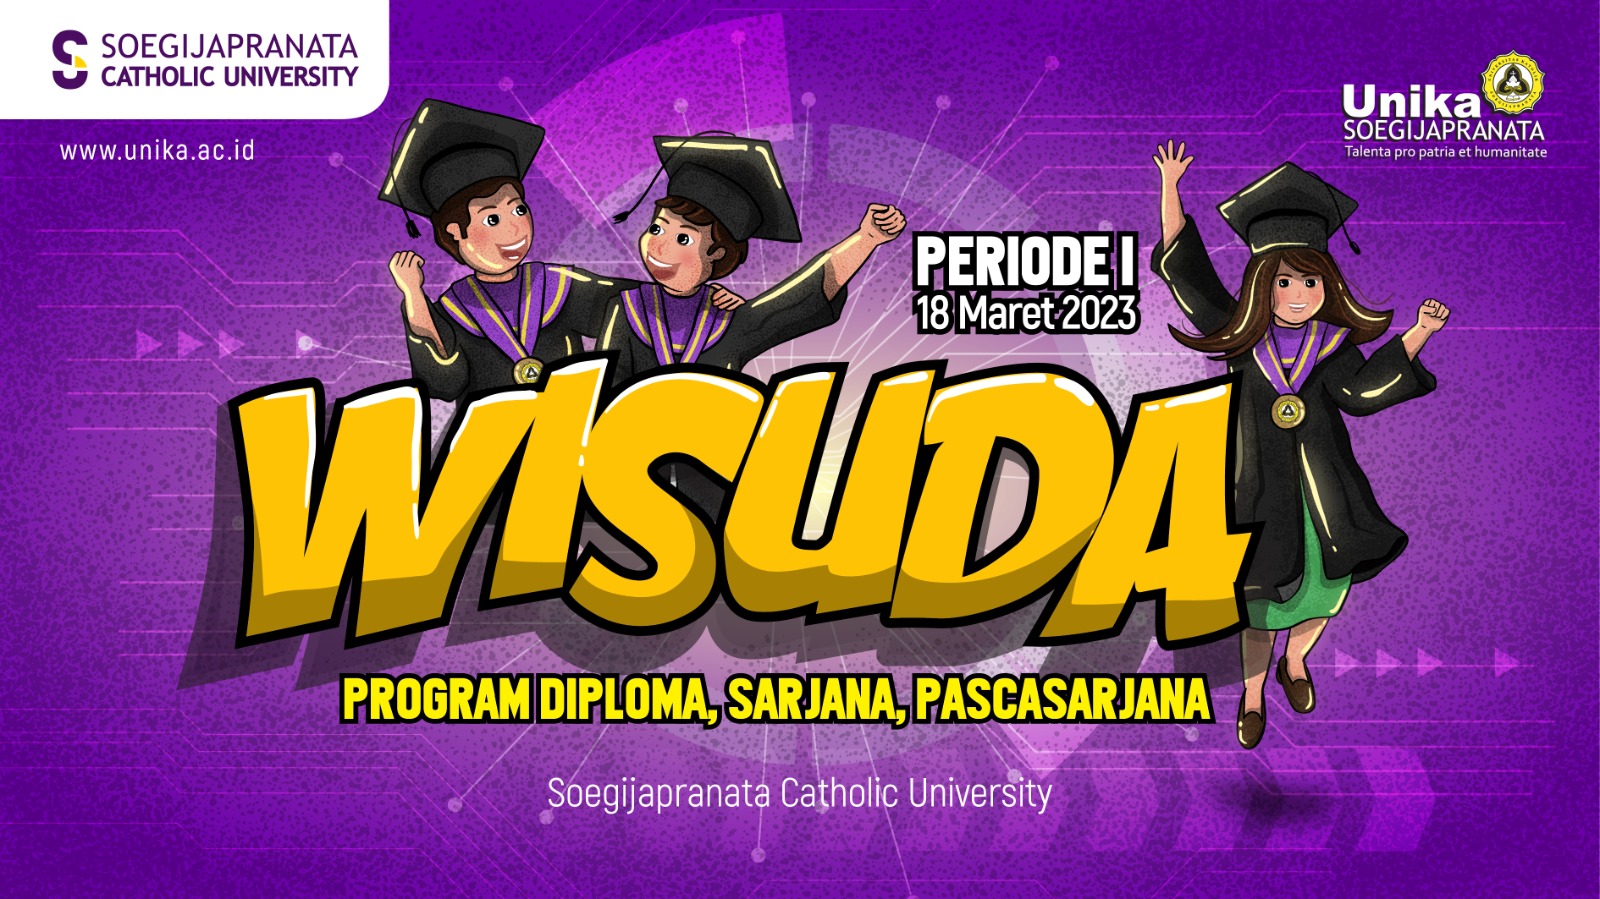 SOEGIJAPRANATA
CATHOLIC UNIVERSITY
www.unika.ac.id
Unika
SOEGIJAPRANATA
Talenta pro patria et humanitate
PERIODE I
18 Maret 2023
WISUDA
PROGRAM DIPLOMA, SARJANA, PASCASARJANA
Soegijapranata Catholic University